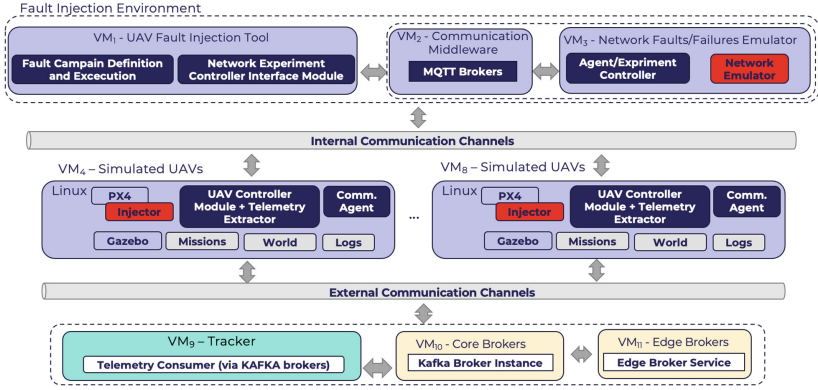 Fault Injection Environment
VM₁ - UAV Fault Injection Tool
Fault Campain Definition
and Excecution
Network Experiment
Controller Interface Module
VM₂ - Communication
Middleware
MQTT Brokers
VM₃ - Network Faults/Failures Emulator
Agent/Expriment
Controller
Network
Emulator
Internal Communication Channels
VM₄ – Simulated UAVs
Linux
PX4
Injector
UAV Controller
Module + Telemetry
Extractor
Comm.
Agent
Gazebo
Missions
World
Logs
...
VM₈ – Simulated UAVs
Linux
PX4
Injector
UAV Controller
Module + Telemetry
Extractor
Comm.
Agent
Gazebo
Missions
World
Logs
External Communication Channels
VM₉ – Tracker
Telemetry Consumer (via KAFKA brokers)
VM₁₀ - Core Brokers
Kafka Broker Instance
VM₁₁ - Edge Brokers
Edge Broker Service